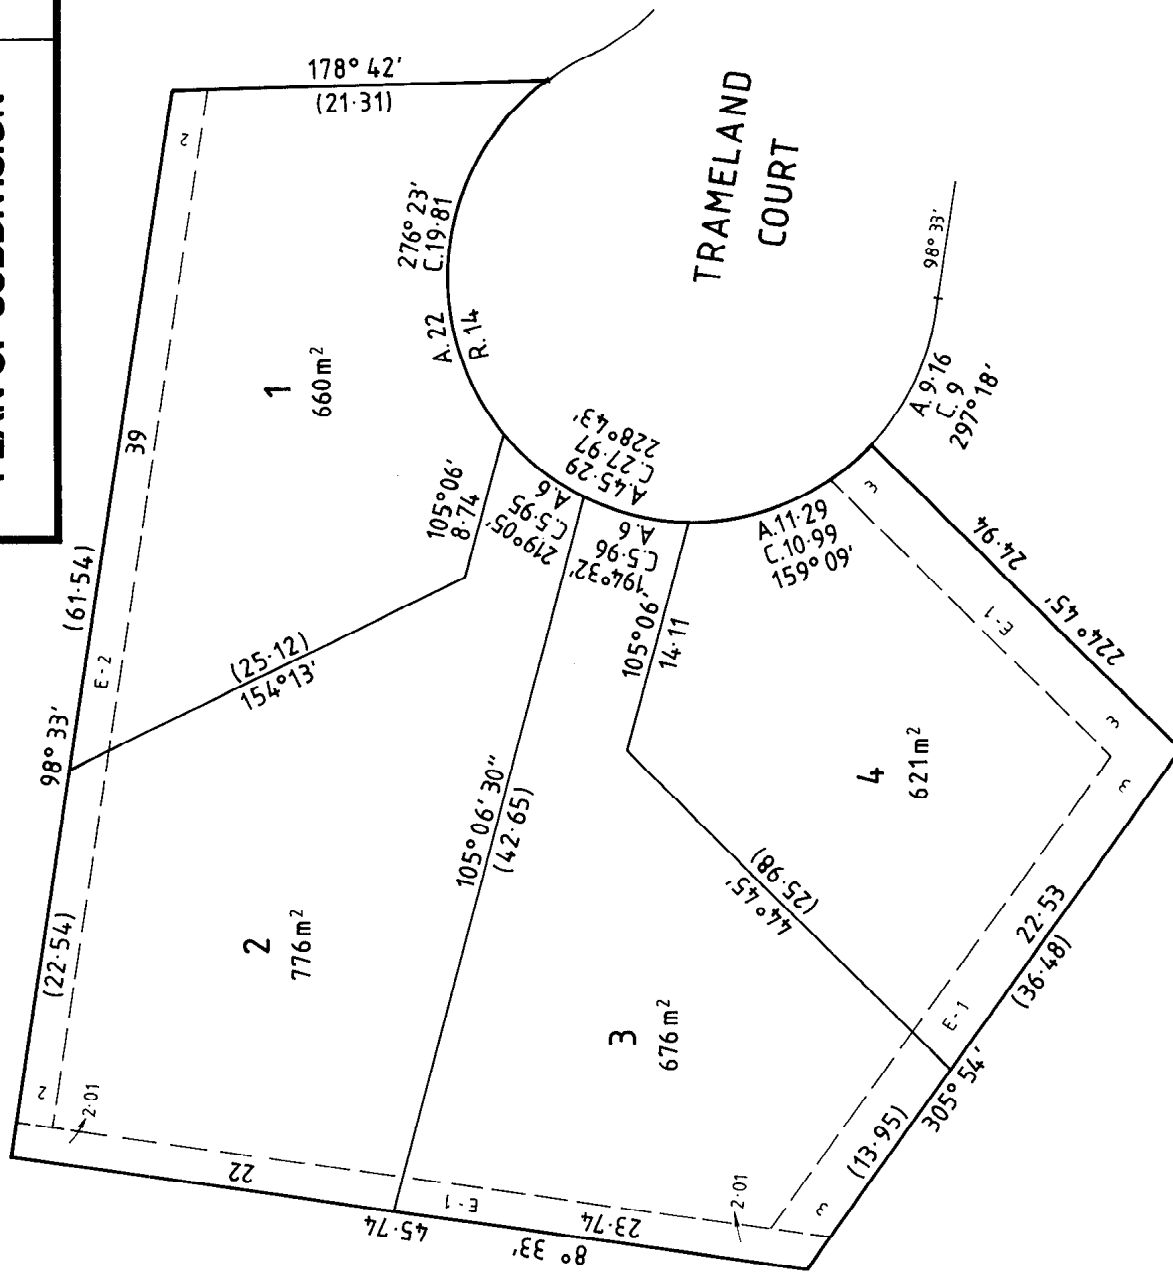 PLAN OF SUBDIVISION
178° 42'
(21·31)
2
39
(61·54)
E-2
98° 33'
(22·54)
2
2·01
276° 23'
C.19·81
A. 22
R. 14
1
660m²
TRAMELAND
COURT
98° 33'
A. 9·16
C. 9
297° 18'
105° 06'
8·74
A. 6
C. 5·95
219° 05'
A. 45·29
C. 27·97
228° 43'
A. 6
C. 5·96
194° 32'
(25·12)
154° 13'
105° 06'
14·11
A. 11·29
C. 10·99
159° 09'
3
24·94
E-1
224° 45'
3
3
2
776m²
105° 06' 30"
(42·65)
4
621m²
(25·98)
44° 45'
22
45·74
8° 33'
E-1
23·74
2·01
3
676m²
22·53
(36·48)
E-1
305° 54'
(13·95)
3